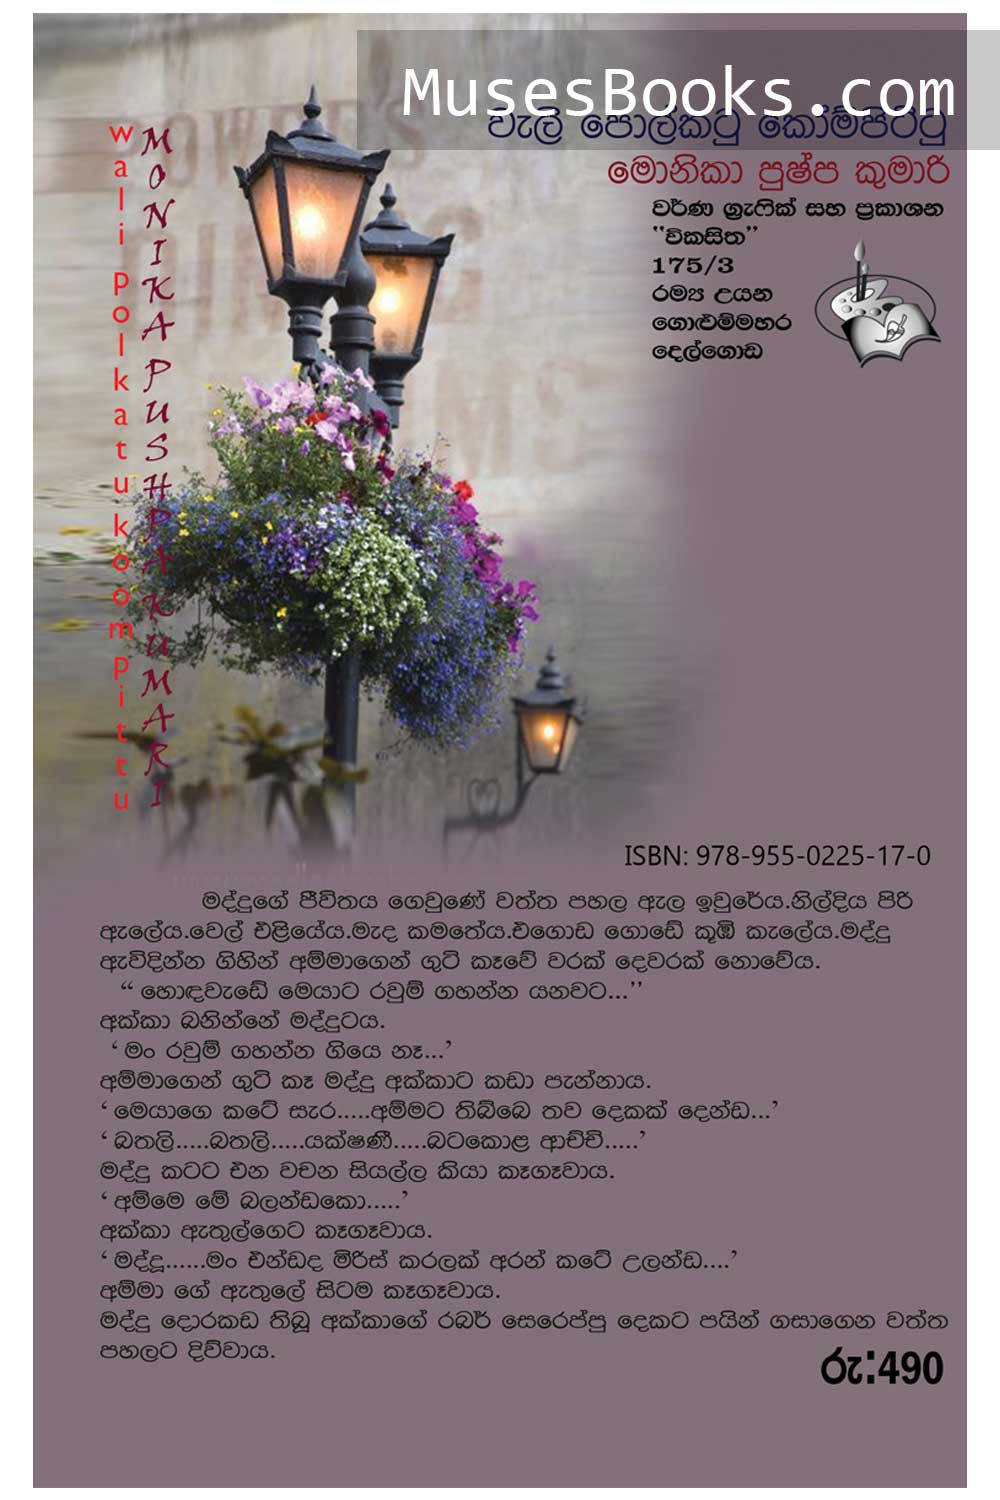 MusesBooks.com
වැලි පොල්කටු කෝම්පිට්ටු
මොනිකා පුෂ්ප කුමාරි
වර්ණ ග්‍රැෆික් සහ ප්‍රකාශන
"විකසිත"
175/3
රම්‍ය උයන
ගොළුම්මහර
දෙල්ගොඩ
wali polkatu koompittu
MONIKA PUSHPA KUMARI
ISBN: 978-955-0225-17-0
මද්දුගේ ජීවිතය ගෙවුණේ වත්ත පහල ඇල ඉවුරේය.නිල්දිය පිරි
ඇලේය.වෙල් එළියේය.මැද කමතේය.එගොඩ ගොඩේ කූඹි කැලේය.මද්දු
ඇවිදින්න ගිහින් අම්මාගෙන් ගුටි කෑවේ වරක් දෙවරක් නොවේය.
“ හොඳවැඩේ මෙයාට රවුම් ගහන්න යනවට...’’
අක්කා බනින්නේ මද්දුටය.
‘ මං රවුම් ගහන්න ගියෙ නෑ...’
අම්මාගෙන් ගුටි කෑ මද්දු අක්කාට කඩා පැන්නාය.
‘ මෙයාගෙ කටේ සැර.....අම්මට තිබ්බෙ තව දෙකක් දෙන්ඩ...’
‘ බතලි.....බතලි.....යක්ෂණී.....බටකොළ ආච්චි.....’
මද්දු කටට එන වචන සියල්ල කියා කෑගෑවාය.
‘ අම්මෙ මේ බලන්ඩකො.....’
අක්කා ඇතුල්ගෙට කෑගෑවාය.
‘ මද්දූ......මං එන්ඩද මිරිස් කරලක් අරන් කටේ උලන්ඩ....’
අම්මා ගේ ඇතුලේ සිටම කෑගෑවාය.
මද්දු දොරකඩ තිබූ අක්කාගේ රබර් සෙරෙප්පු දෙකට පයින් ගසාගෙන වත්ත
පහලට දිව්වාය.
රු:490